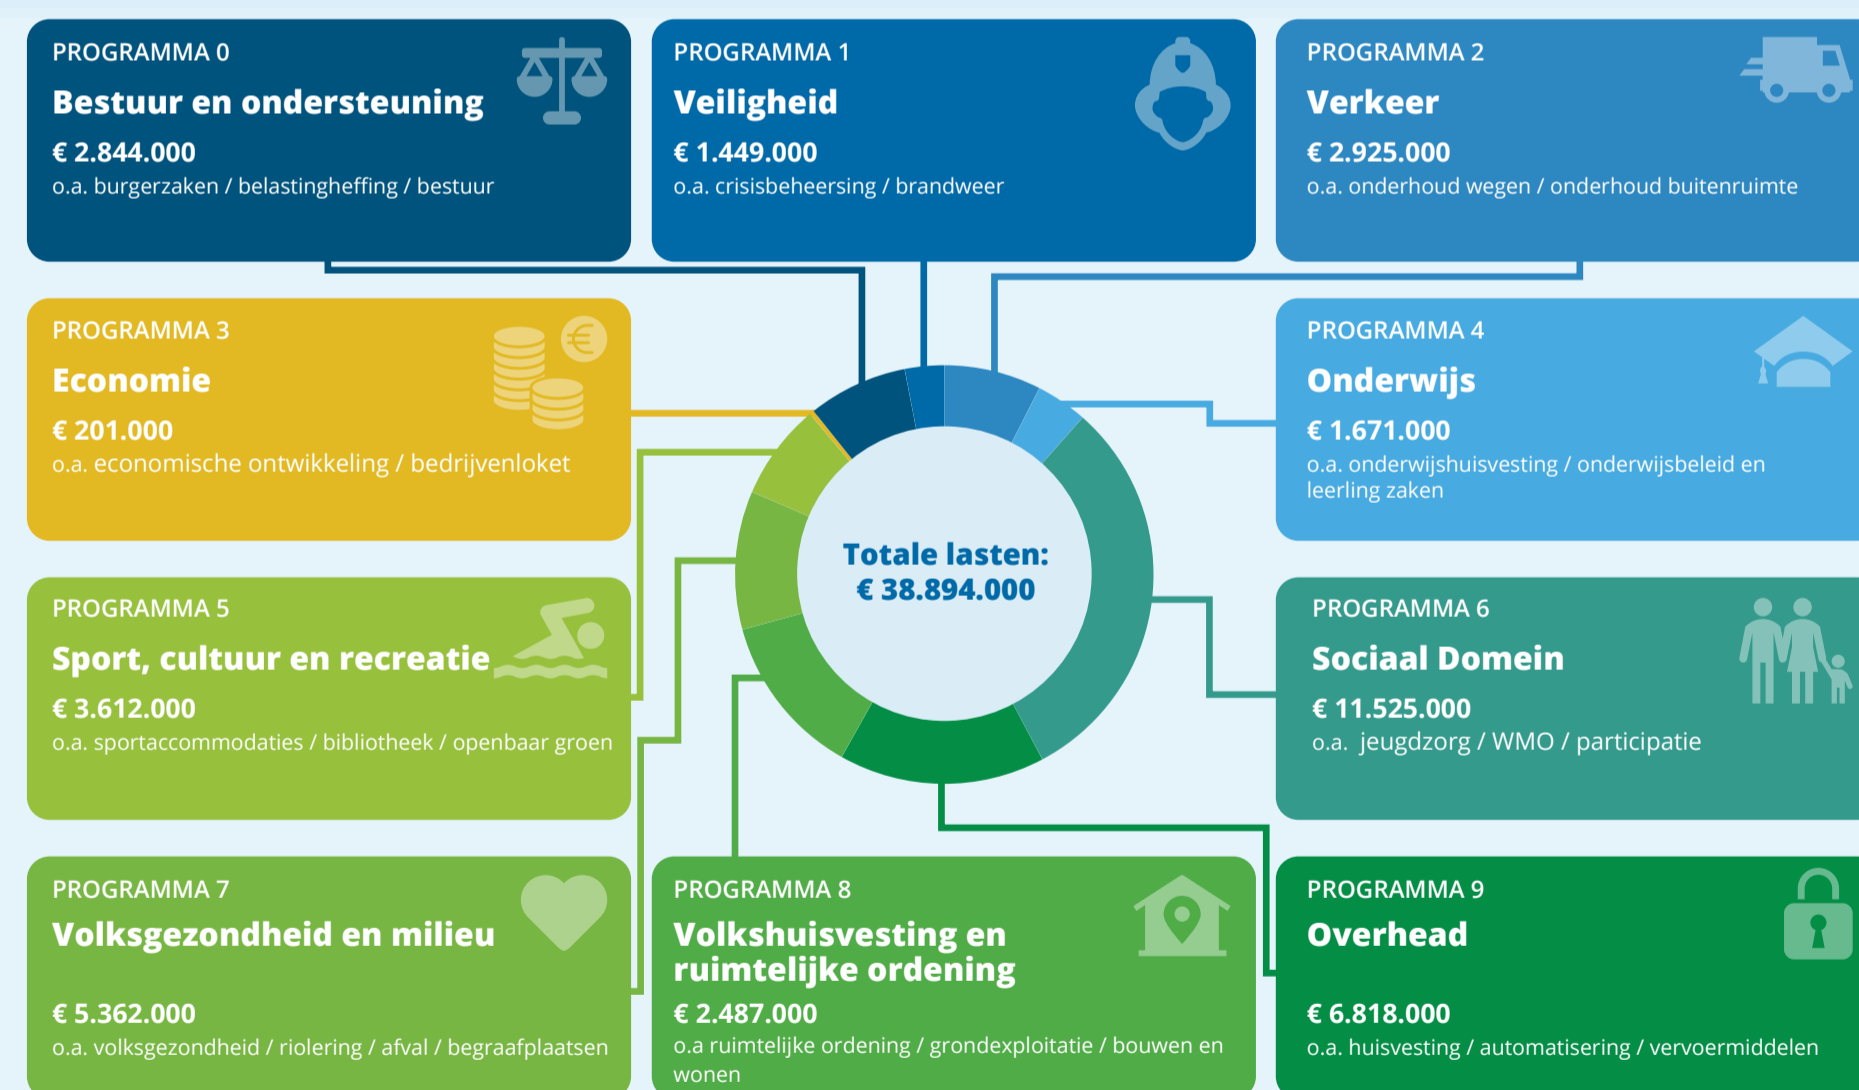 PROGRAMMA 0
Bestuur en ondersteuning
€ 2.844.000
o.a. burgerzaken / belastingheffing / bestuur
PROGRAMMA 1
Veiligheid
€ 1.449.000
o.a. crisisbeheersing / brandweer
PROGRAMMA 2
Verkeer
€ 2.925.000
o.a. onderhoud wegen / onderhoud buitenruimte
PROGRAMMA 3
Economie
€ 201.000
o.a. economische ontwikkeling / bedrijvenloket
€
PROGRAMMA 4
Onderwijs
€ 1.671.000
o.a. onderwijshuisvesting / onderwijsbeleid en
leerling zaken
Totale lasten:
€ 38.894.000
PROGRAMMA 5
Sport, cultuur en recreatie
€ 3.612.000
o.a. sportaccommodaties / bibliotheek / openbaar groen
PROGRAMMA 6
Sociaal Domein
€ 11.525.000
o.a. jeugdzorg / WMO / participatie
PROGRAMMA 7
Volksgezondheid en milieu
€ 5.362.000
o.a. volksgezondheid / riolering / afval / begraafplaatsen
PROGRAMMA 8
Volkshuisvesting en
ruimtelijke ordening
€ 2.487.000
o.a ruimtelijke ordening / grondexploitatie / bouwen en
wonen
PROGRAMMA 9
Overhead
€ 6.818.000
o.a. huisvesting / automatisering / vervoermiddelen